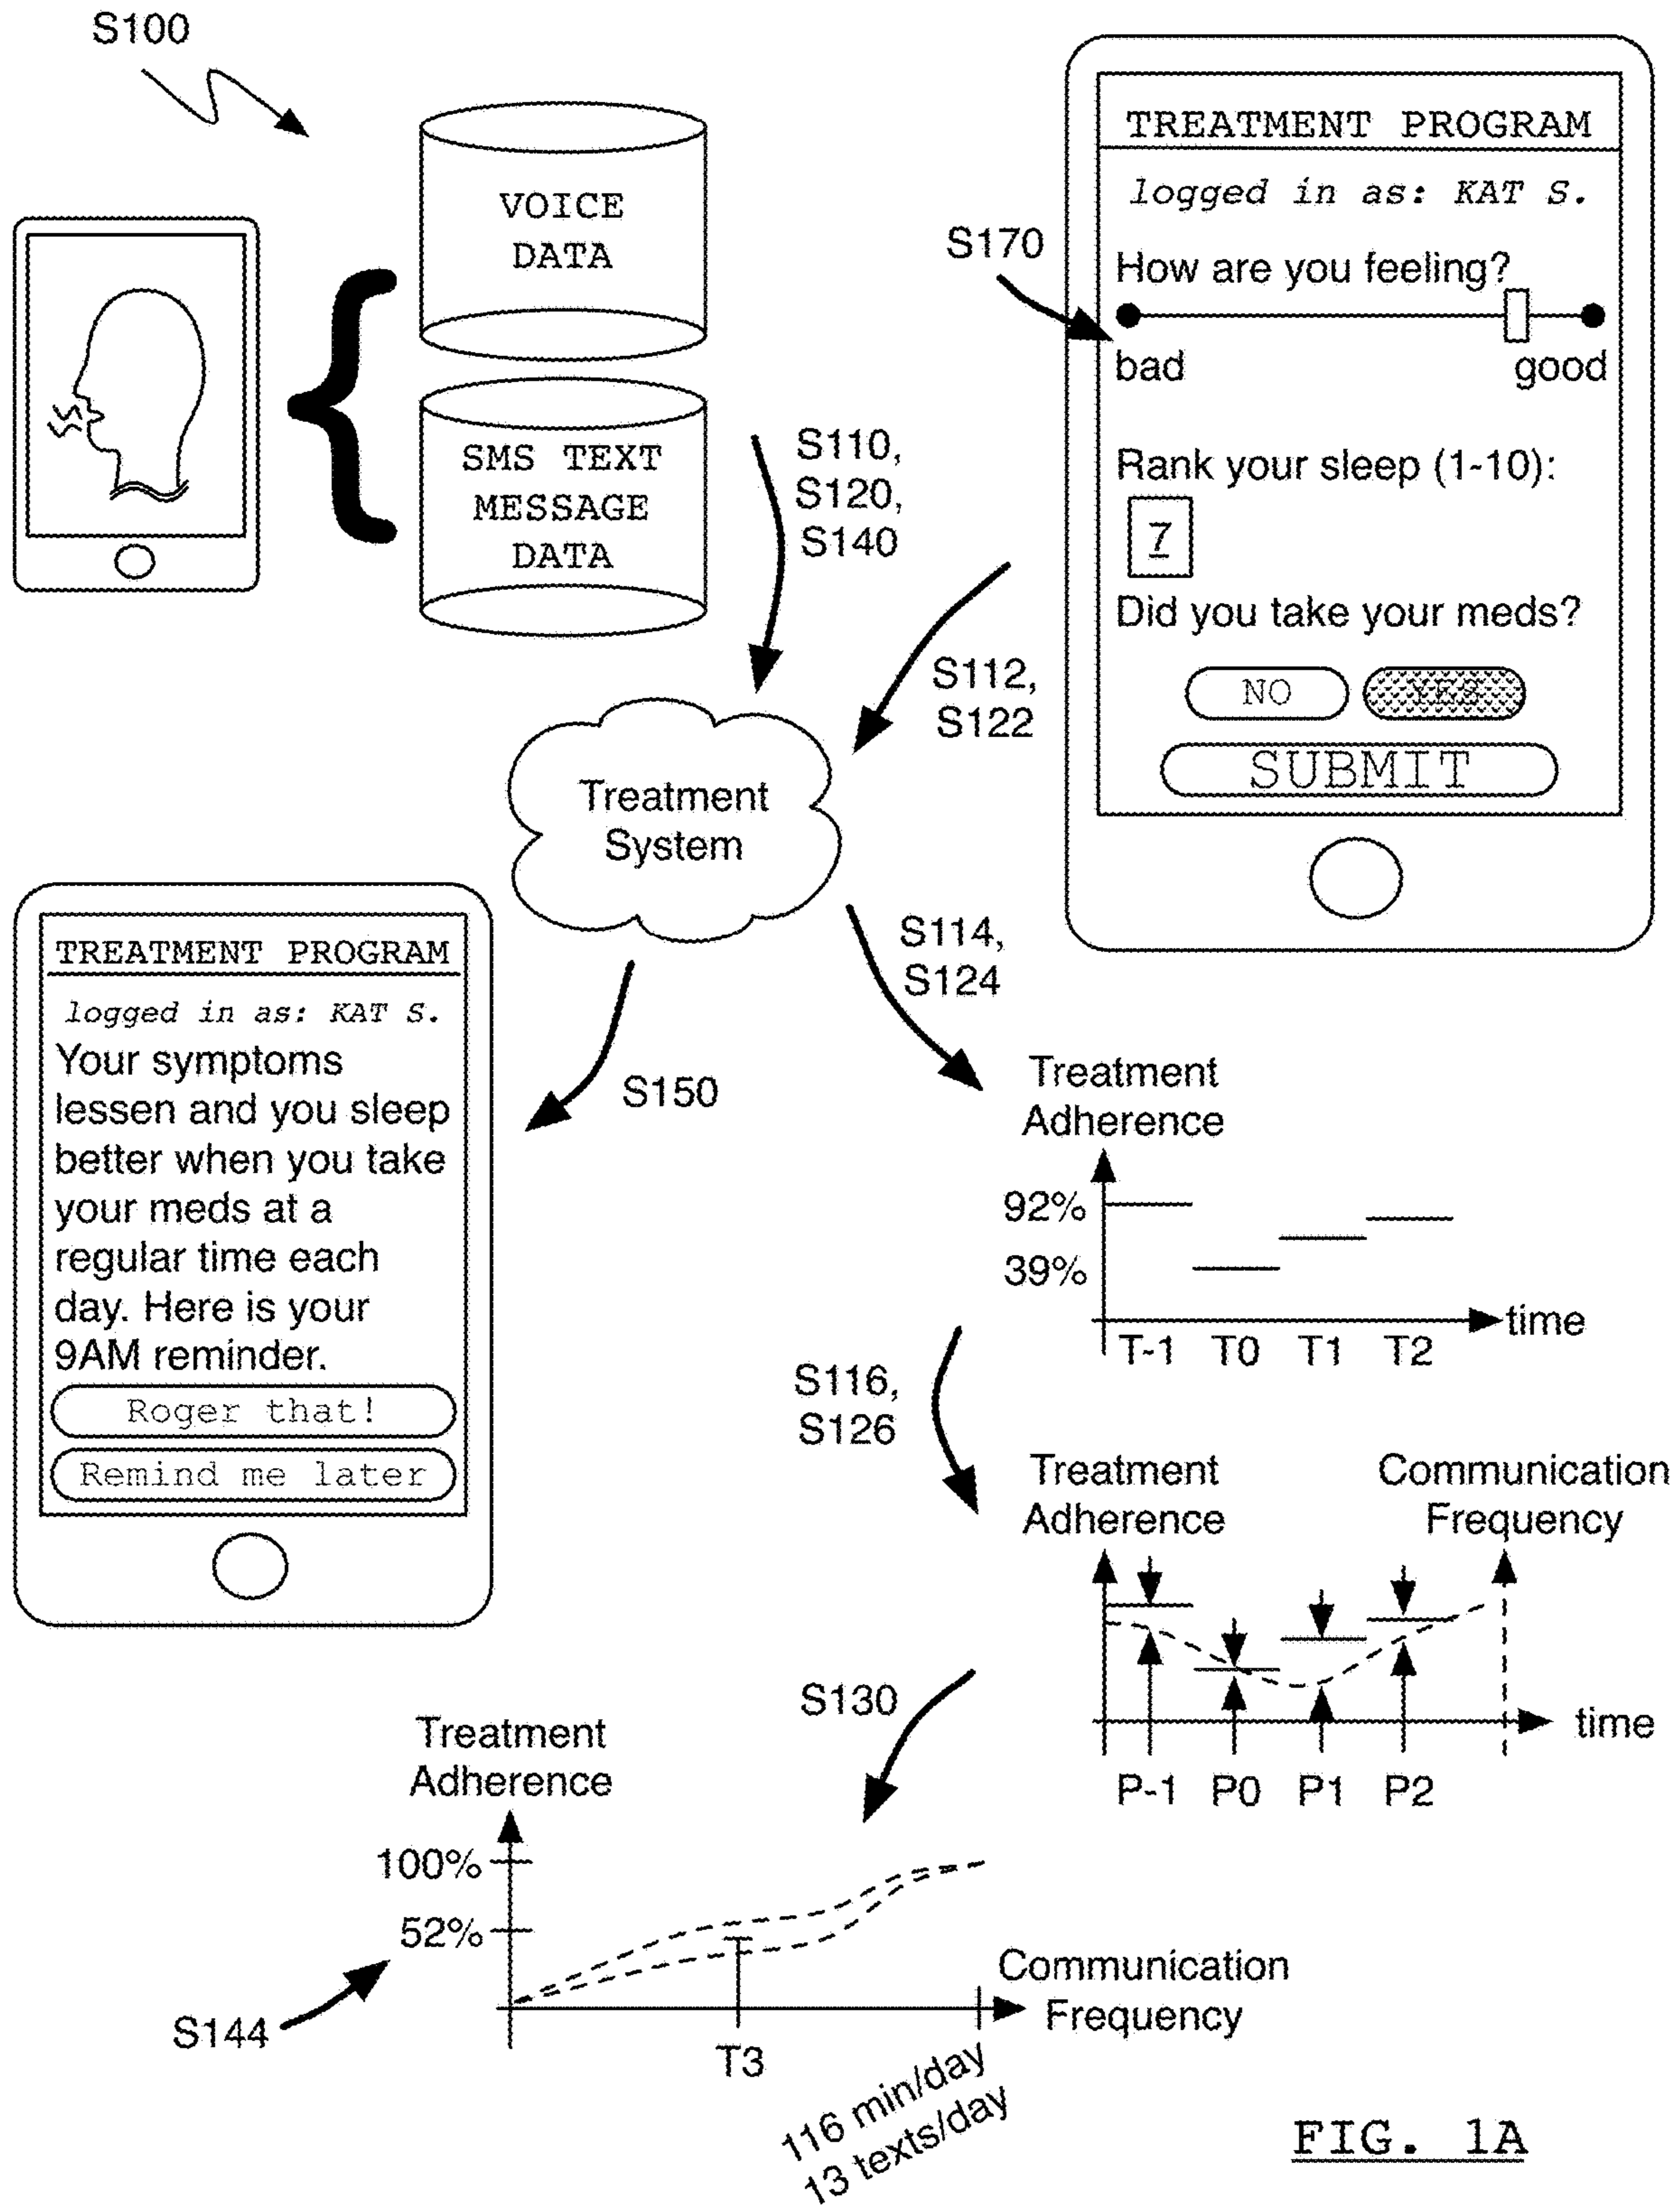 S100
VOICE
DATA
SMS TEXT
MESSAGE
DATA
S110,
S120,
S140
S170
TREATMENT PROGRAM
logged in as: KAT S.
How are you feeling?
bad good
Rank your sleep (1-10):
7
Did you take your meds?
NO YES
SUBMIT
S112,
S122
Treatment
System
S114,
S124
S150
TREATMENT PROGRAM
logged in as: KAT S.
Your symptoms
lessen and you sleep
better when you take
your meds at a
regular time each
day. Here is your
9AM reminder.
Roger that!
Remind me later
Treatment
Adherence
92%
39%
time
T-1 T0 T1 T2
S116,
S126
Treatment
Adherence
Communication
Frequency
time
P-1 P0 P1 P2
S130
Treatment
Adherence
100%
52%
Communication
Frequency
S144
T3
116 min/day
13 texts/day
FIG. 1A